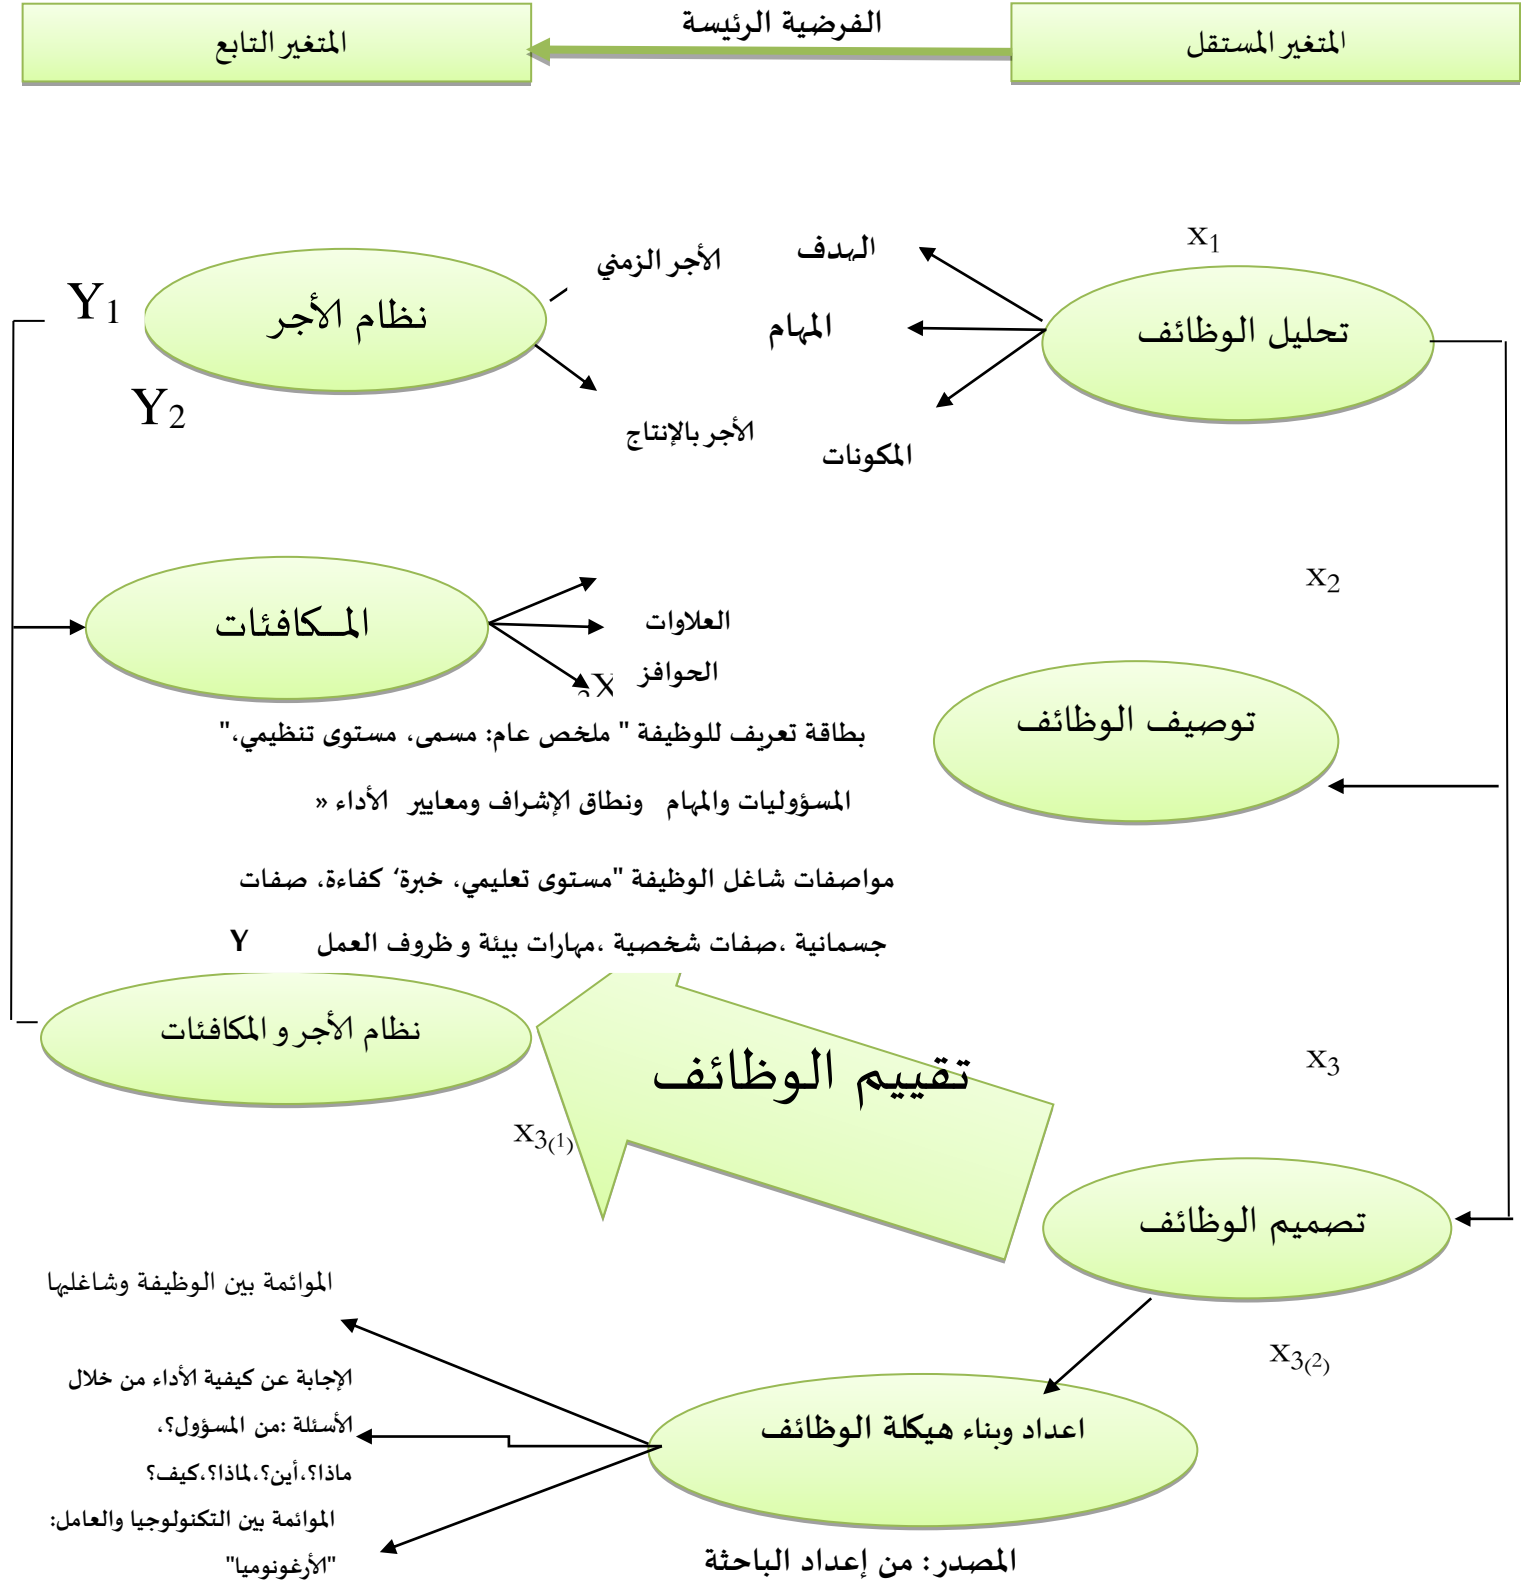 المتغير المستقل
الفرضية الرئيسة
المتغير التابع
x1
تحليل الوظائف
الهدف
المهام
المكونات
الأجر الزمني
الأجر بالإنتاج
نظام الأجر
Y1
Y2
x2
توصيف الوظائف
المــكافئات
العلاوات
الحوافز
بطاقة تعريف للوظيفة " ملخص عام: مسمى، مستوى تنظيمي،"
المسؤوليات والمهام ونطاق الإشراف ومعايير الأداء «
مواصفات شاغل الوظيفة "مستوى تعليمي، خبرة‘ كفاءة، صفات
جسمانية ،صفات شخصية ،مهارات بيئة و ظروف العمل Y
نظام الأجر و المكافئات
تقييم الوظائف
x3
x3(1)
تصميم الوظائف
x3(2)
الموائمة بين الوظيفة وشاغليها
الإجابة عن كيفية الأداء من خلال
الأسئلة :من المسؤول؟،
ماذا؟،أين؟،لماذا؟،كيف؟
اعداد وبناء هيكلة الوظائف
الموائمة بين التكنولوجيا والعامل:
"الأرغونوميا"
المصدر: من إعداد الباحثة